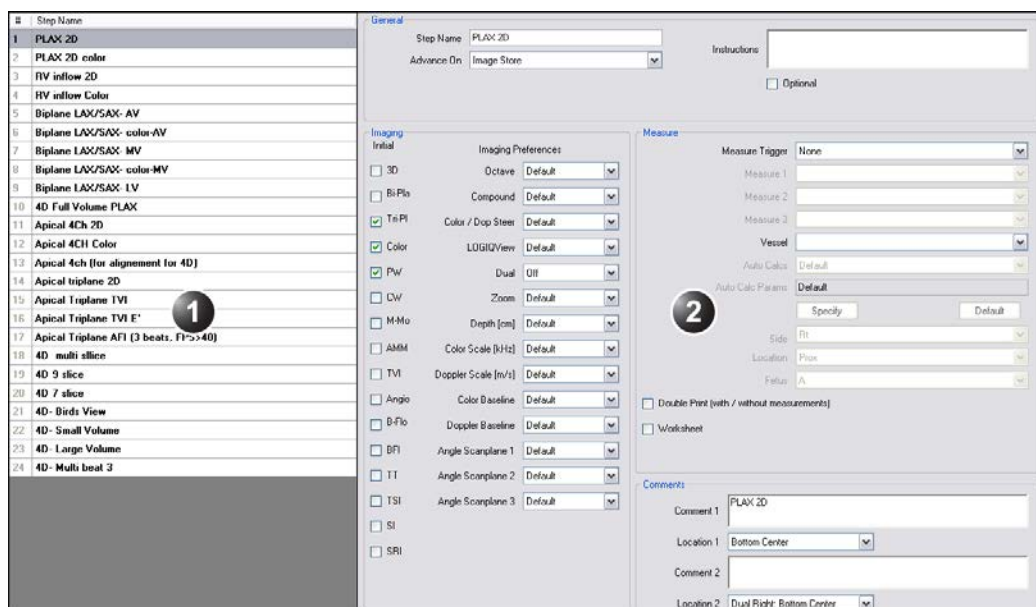 # Step Name
1 PLAX 2D
2 PLAX 2D color
3 RV inflow 2D
4 RV inflow Color
5 Biplane LAX/SAX- AV
6 Biplane LAX/SAX- color-AV
7 Biplane LAX/SAX- MV
8 Biplane LAX/SAX- color-MV
9 Biplane LAX/SAX- LV
10 4D Full Volume PLAX
11 Apical 4Ch 2D
12 Apical 4CH Color
13 Apical 4ch (for alignement for 4D)
14 Apical triplane 2D
15 Apical Triplane TVI
16 Apical Triplane TVI E'
17 Apical Triplane AFI (3 beats, FPS>40)
18 4D multi sllice
19 4D 9 slice
20 4D 7 slice
21 4D- Birds View
22 4D- Small Volume
23 4D- Large Volume
24 4D- Multi beat 3
1
General
Step Name PLAX 2D
Advance On Image Store
Instructions
Optional
Imaging
Initial Imaging Preferences
3D Octave Default
Bi-Pla Compound Default
Tri-Pl Color / Dop Steer Default
Color LOGIQView Default
PW Dual Off
CW Zoom Default
M-Mo Depth [cm] Default
AMM Color Scale [kHz] Default
TVI Doppler Scale [m/s] Default
Angio Color Baseline Default
B-Flo Doppler Baseline Default
BFI Angle Scanplane 1 Default
TT Angle Scanplane 2 Default
TSI Angle Scanplane 3 Default
SI
SRI
Measure
Measure Trigger None
Measure 1
Measure 2
Measure 3
Vessel
Auto Calcs Default
Auto Calc Params Default
Specify Default
2
Side Rt
Location Prox
Fetus A
Double Print (with / without measurements)
Worksheet
Comments
Comment 1 PLAX 2D
Location 1 Bottom Center
Comment 2
Location 2 Dual Right: Bottom Center